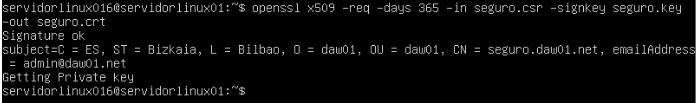 servidorlinux016@servidorlinux01:~$ openssl x509 -req -days 365 -in seguro.csr -signkey seguro.key
-out seguro.crt
Signature ok
subject=C = ES, ST = Bizkaia, L = Bilbao, O = daw01, OU = daw01, CN = seguro.daw01.net, emailAddress
= admin@daw01.net
Getting Private key
servidorlinux016@servidorlinux01:~$